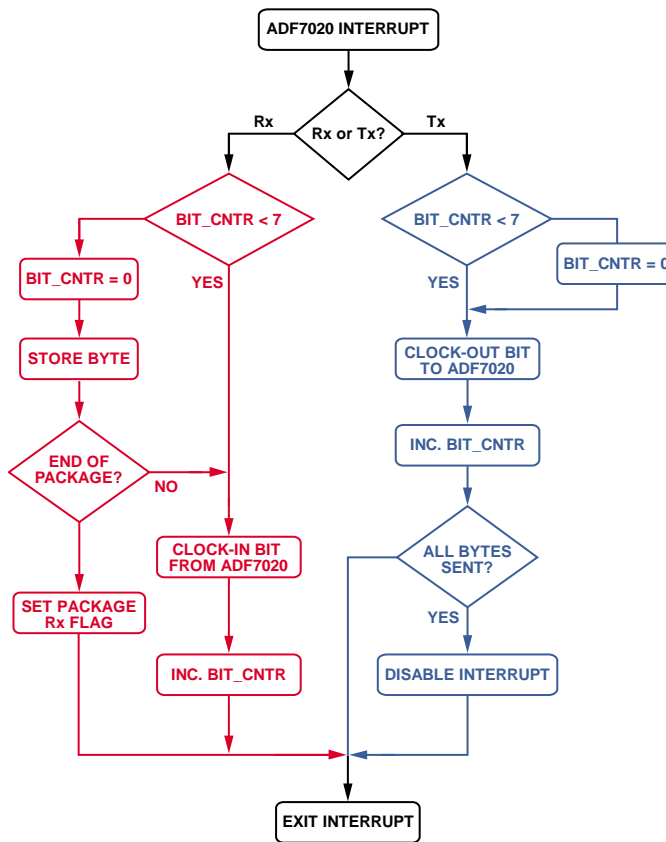 ADF7020 INTERRUPT
Rx or Tx?
Rx
Tx
BIT_CNTR < 7
BIT_CNTR < 7
BIT_CNTR = 0
YES
YES
BIT_CNTR = 0
STORE BYTE
CLOCK-OUT BIT
TO ADF7020
END OF
PACKAGE?
NO
INC. BIT_CNTR
CLOCK-IN BIT
FROM ADF7020
ALL BYTES
SENT?
SET PACKAGE
Rx FLAG
YES
INC. BIT_CNTR
DISABLE INTERRUPT
EXIT INTERRUPT